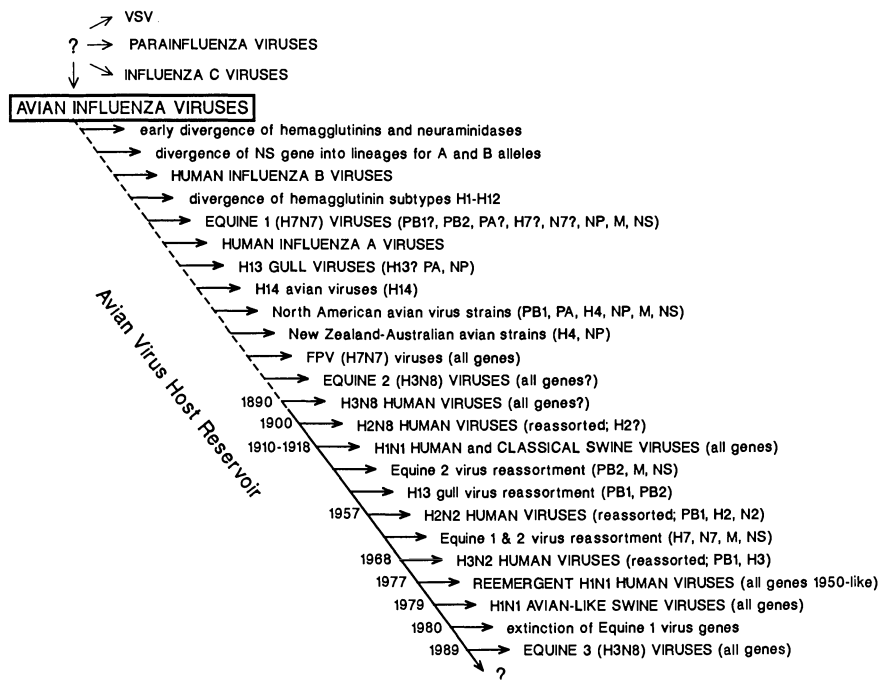 VSV
? PARAINFLUENZA VIRUSES
INFLUENZA C VIRUSES
AVIAN INFLUENZA VIRUSES
early divergence of hemagglutinins and neuraminidases
divergence of NS gene into lineages for A and B alleles
HUMAN INFLUENZA B VIRUSES
divergence of hemagglutinin subtypes H1-H12
EQUINE 1 (H7N7) VIRUSES (PB1?, PB2, PA?, H7?, N7?, NP, M, NS)
HUMAN INFLUENZA A VIRUSES
H13 GULL VIRUSES (H13? PA, NP)
H14 avian viruses (H14)
North American avian virus strains (PB1, PA, H4, NP, M, NS)
New Zealand-Australian avian strains (H4, NP)
FPV (H7N7) viruses (all genes)
EQUINE 2 (H3N8) VIRUSES (all genes?)
Avian Virus Host Reservoir
1890 H3N8 HUMAN VIRUSES (all genes?)
1900 H2N8 HUMAN VIRUSES (reassorted; H2?)
1910-1918 H1N1 HUMAN and CLASSICAL SWINE VIRUSES (all genes)
Equine 2 virus reassortment (PB2, M, NS)
H13 gull virus reassortment (PB1, PB2)
1957 H2N2 HUMAN VIRUSES (reassorted; PB1, H2, N2)
Equine 1 & 2 virus reassortment (H7, N7, M, NS)
1968 H3N2 HUMAN VIRUSES (reassorted; PB1, H3)
1977 REEMERGENT H1N1 HUMAN VIRUSES (all genes 1950-like)
1979 H1N1 AVIAN-LIKE SWINE VIRUSES (all genes)
1980 extinction of Equine 1 virus genes
1989 EQUINE 3 (H3N8) VIRUSES (all genes)
?